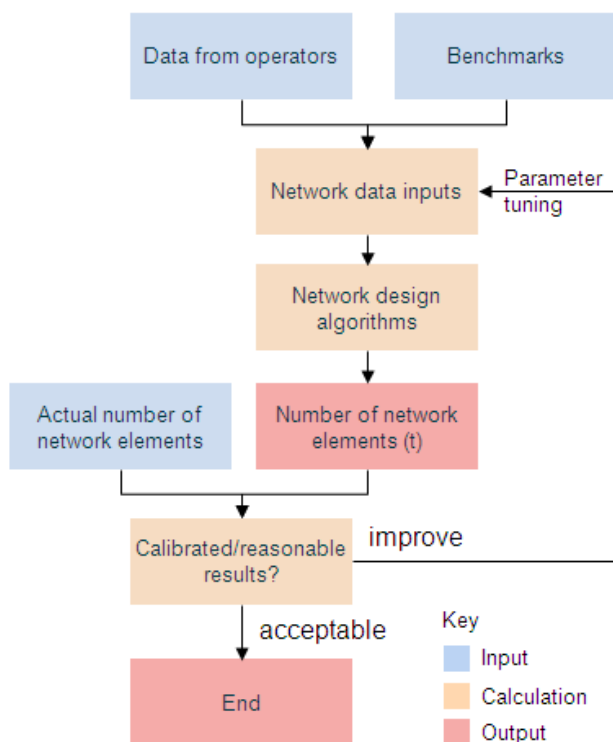 Data from operators
Benchmarks
Network data inputs
Parameter
tuning
Network design
algorithms
Actual number of
network elements
Number of network
elements (t)
Calibrated/reasonable
results?
improve
acceptable
End
Key
Input
Calculation
Output